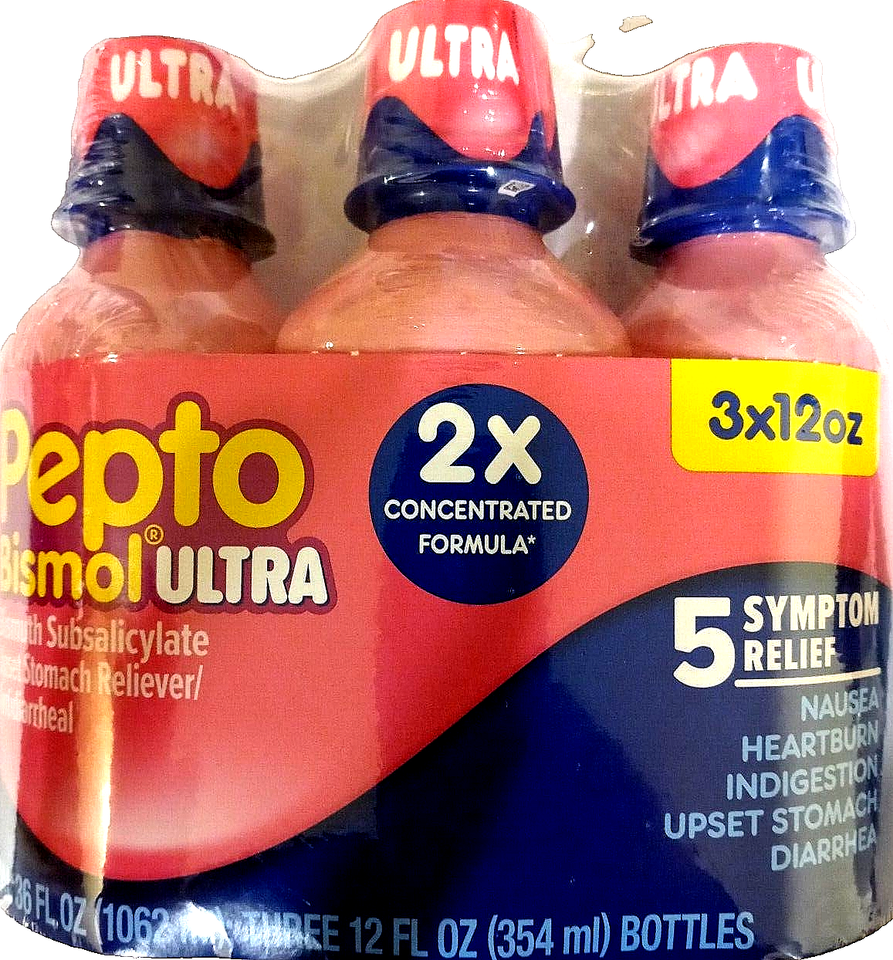 ULTRA
ULTRA
LTRA U
Pepto
Bismol® ULTRA
Subsalicylate
Stomach Reliever/
2X
CONCENTRATED
FORMULA*
3x12oz
5 SYMPTOM
RELIEF
NAUSEA
HEARTBURN
INDIGESTION
UPSET STOMACH
DIARRHEA
36 FL OZ (1062 THREE 12 FL OZ (354 ml) BOTTLES